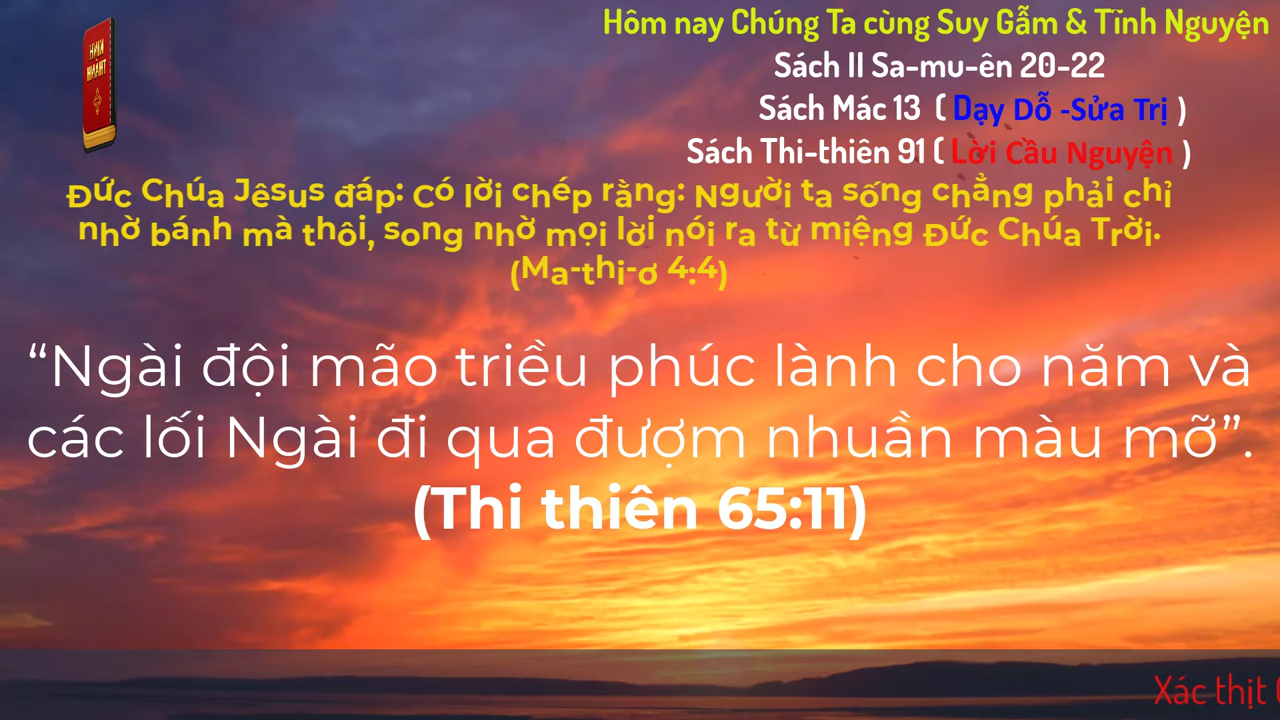 Hôm nay Chúng Ta cùng Suy Gẫm & Tĩnh Nguyện
Sách II Sa-mu-ên 20-22
Sách Mác 13 ( Dạy Dỗ -Sửa Trị )
Sách Thi-thiên 91 ( Lời Cầu Nguyện )
KINH
THÁNH
Đức Chúa Jêsus đáp: Có lời chép rằng: Người ta sống chẳng phải chỉ
nhờ bánh mà thôi, song nhờ mọi lời nói ra từ miệng Đức Chúa Trời.
(Ma-thi-ơ 4:4)
“Ngài đội mão triều phúc lành cho năm và
các lối Ngài đi qua đượm nhuần màu mỡ”.
(Thi thiên 65:11)
Xác thịt